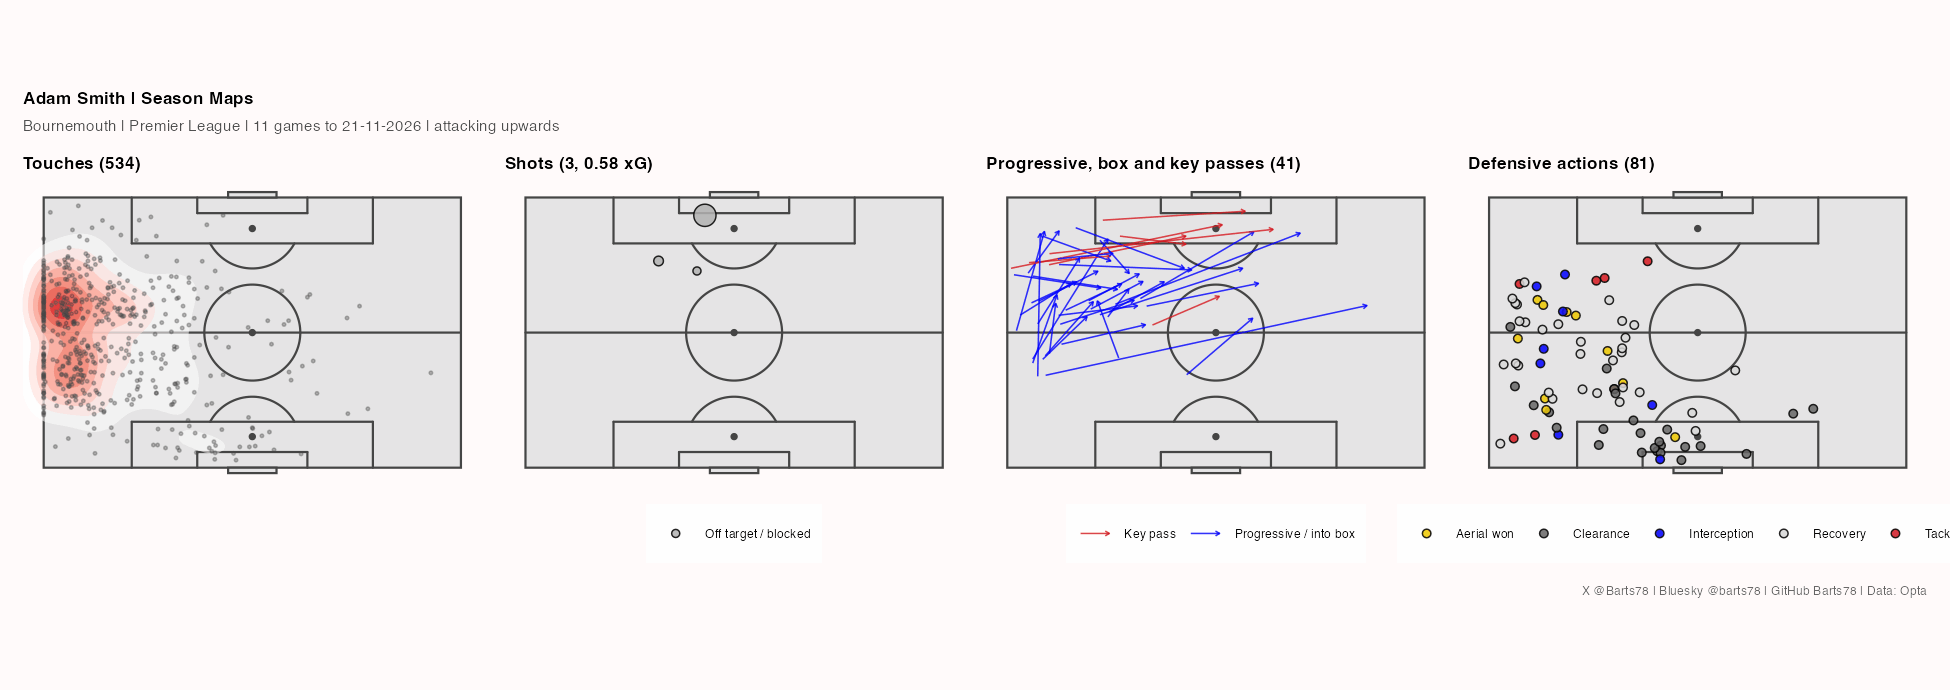 Adam Smith | Season Maps
Bournemouth | Premier League | 11 games to 21-11-2026 | attacking upwards
Touches (534)
Shots (3, 0.58 xG)
Progressive, box and key passes (41)
Defensive actions (81)
Off target / blocked
Key pass
Progressive / into box
Aerial won
Clearance
Interception
Recovery
Tack
X @Barts78 | Bluesky @barts78 | GitHub Barts78 | Data: Opta